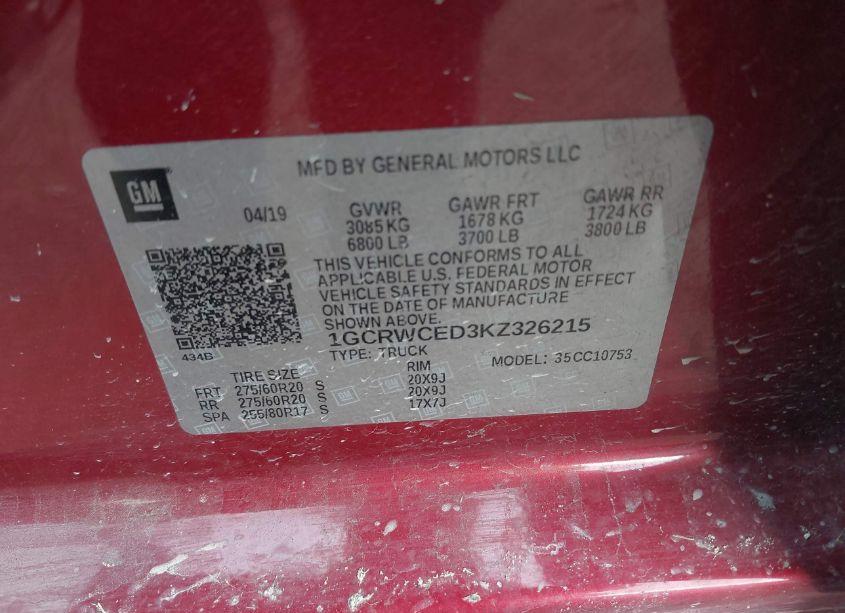 MFD BY GENERAL MOTORS LLC
GM
04/19 GVWR GAWR FRT GAWR RR
3085 KG 1678 KG 1724 KG
6800 LB 3700 LB 3800 LB
THIS VEHICLE CONFORMS TO ALL
APPLICABLE U.S. FEDERAL MOTOR
VEHICLE SAFETY STANDARDS IN EFFECT
ON THE DATE OF MANUFACTURE
SHOWN ABOVE.
434B
1GCRWCED3KZ326215
TYPE: TRUCK MODEL: 35CC10753
TIRE SIZE RIM
FRT 275/60R20 S 20X9J
RR 275/60R20 S 20X9J
SPA 255/80R17 S 17X7J